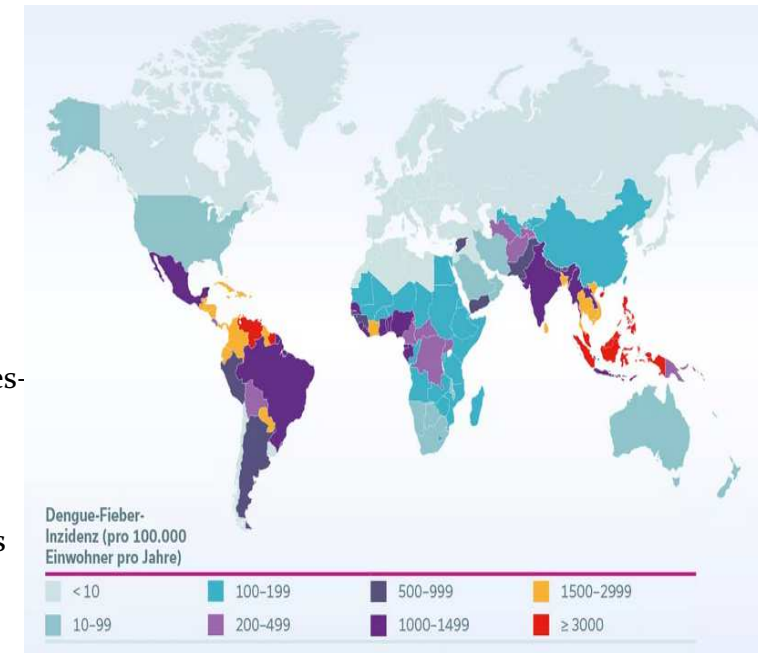 es-
s
Dengue-Fieber-
Inzidenz (pro 100.000
Einwohner pro Jahre)
< 10 100–199 500–999 1500–2999
10–99 200–499 1000–1499 ≥ 3000